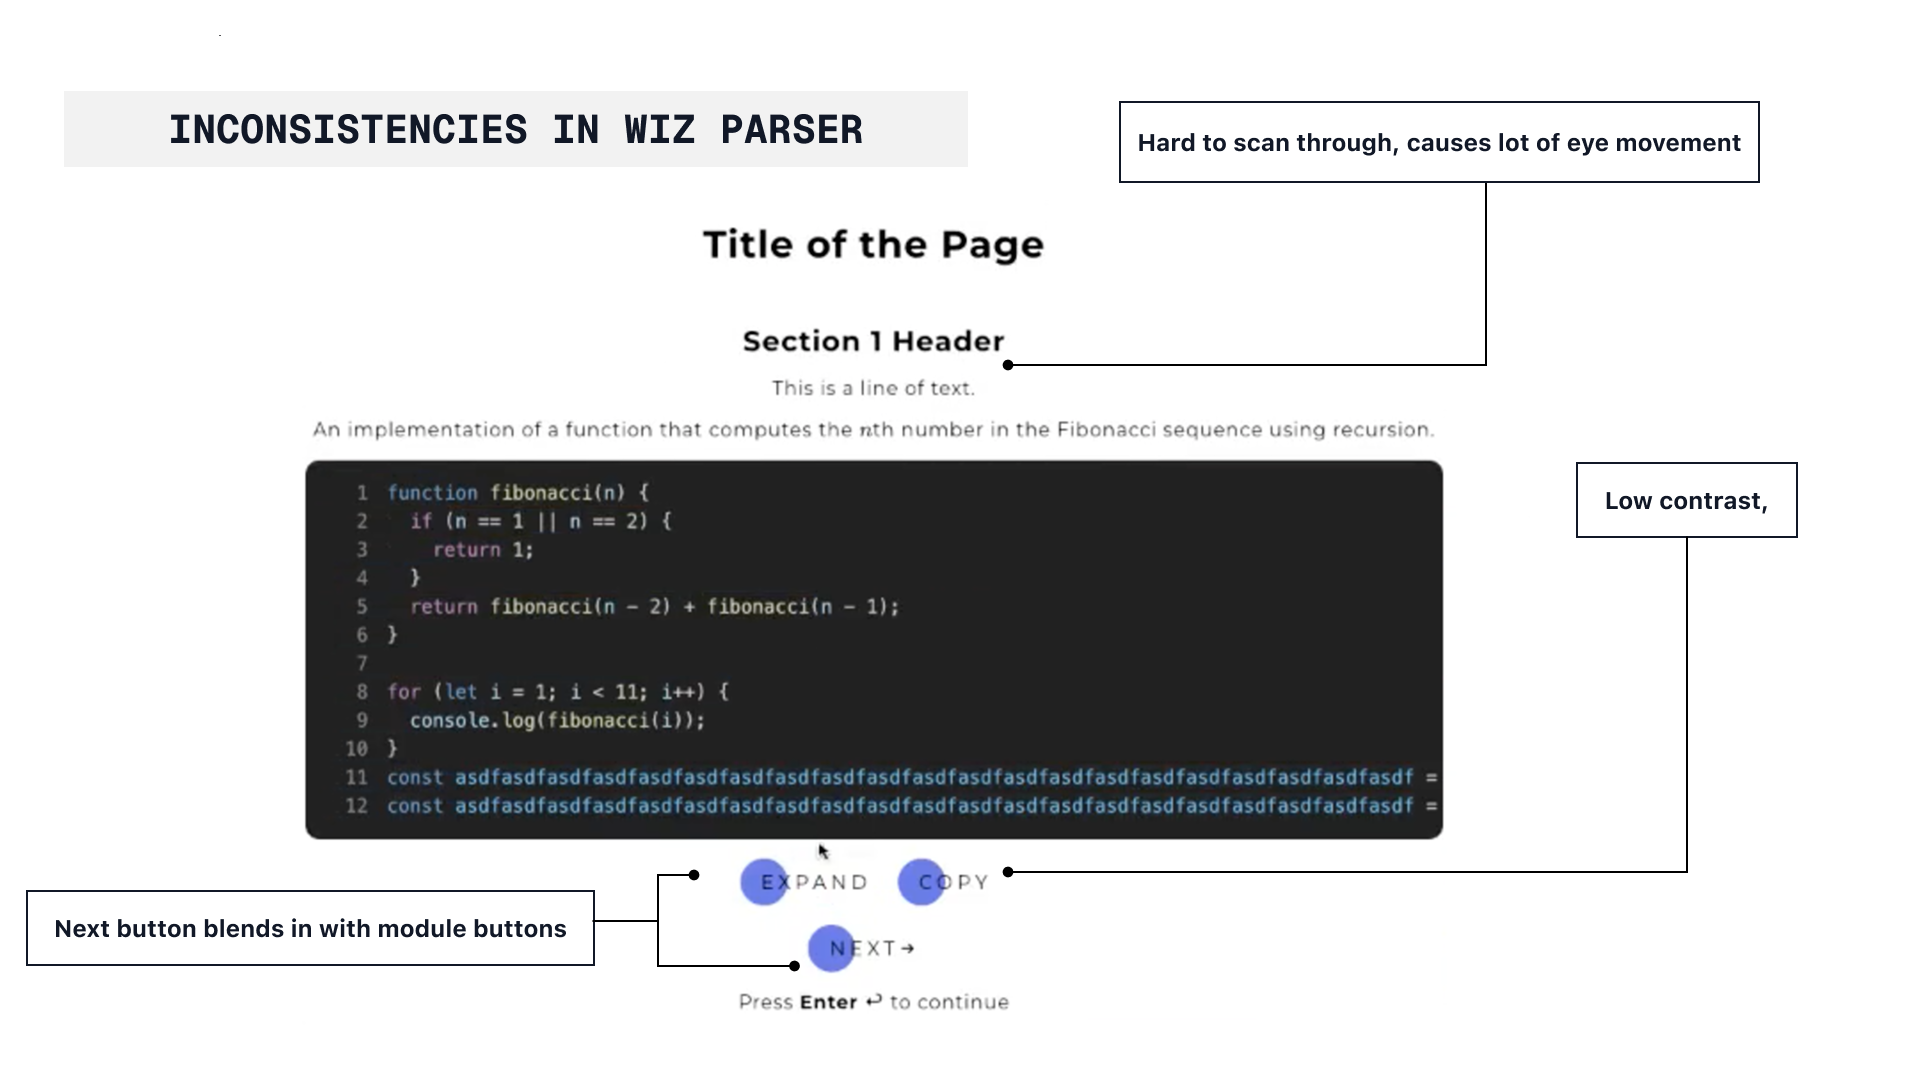 INCONSISTENCIES IN WIZ PARSER
Hard to scan through, causes lot of eye movement
Title of the Page
Section 1 Header
This is a line of text.
An implementation of a function that computes the nth number in the Fibonacci sequence using recursion.
1 function fibonacci(n) {
2 if (n == 1 || n == 2) {
3 return 1;
4 }
5 return fibonacci(n - 2) + fibonacci(n - 1);
6 }
7
8 for (let i = 1; i < 11; i++) {
9 console.log(fibonacci(i));
10 }
11 const asdfasdfasdfasdfasdfasdfasdfasdfasdfasdfasdfasdfasdfasdfasdfasdfasdfasdfasdfasdfasdf =
12 const asdfasdfasdfasdfasdfasdfasdfasdfasdfasdfasdfasdfasdfasdfasdfasdfasdfasdfasdfasdfasdf =
Low contrast,
EXPAND COPY
Next button blends in with module buttons
NEXT→
Press Enter ↩ to continue